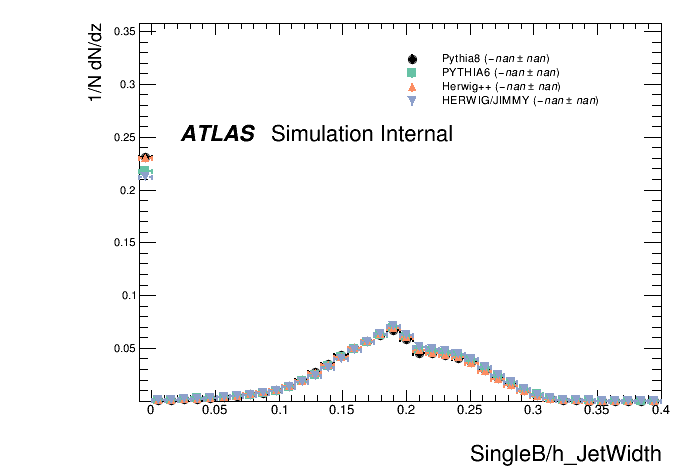 1/N dN/dz
0.35
0.3
0.25
0.2
0.15
0.1
0.05
Pythia8 (−nan ± nan)
PYTHIA6 (−nan ± nan)
Herwig++ (−nan ± nan)
HERWIG/JIMMY (−nan ± nan)
ATLAS Simulation Internal
0 0.05 0.1 0.15 0.2 0.25 0.3 0.35 0.4
SingleB/h_JetWidth